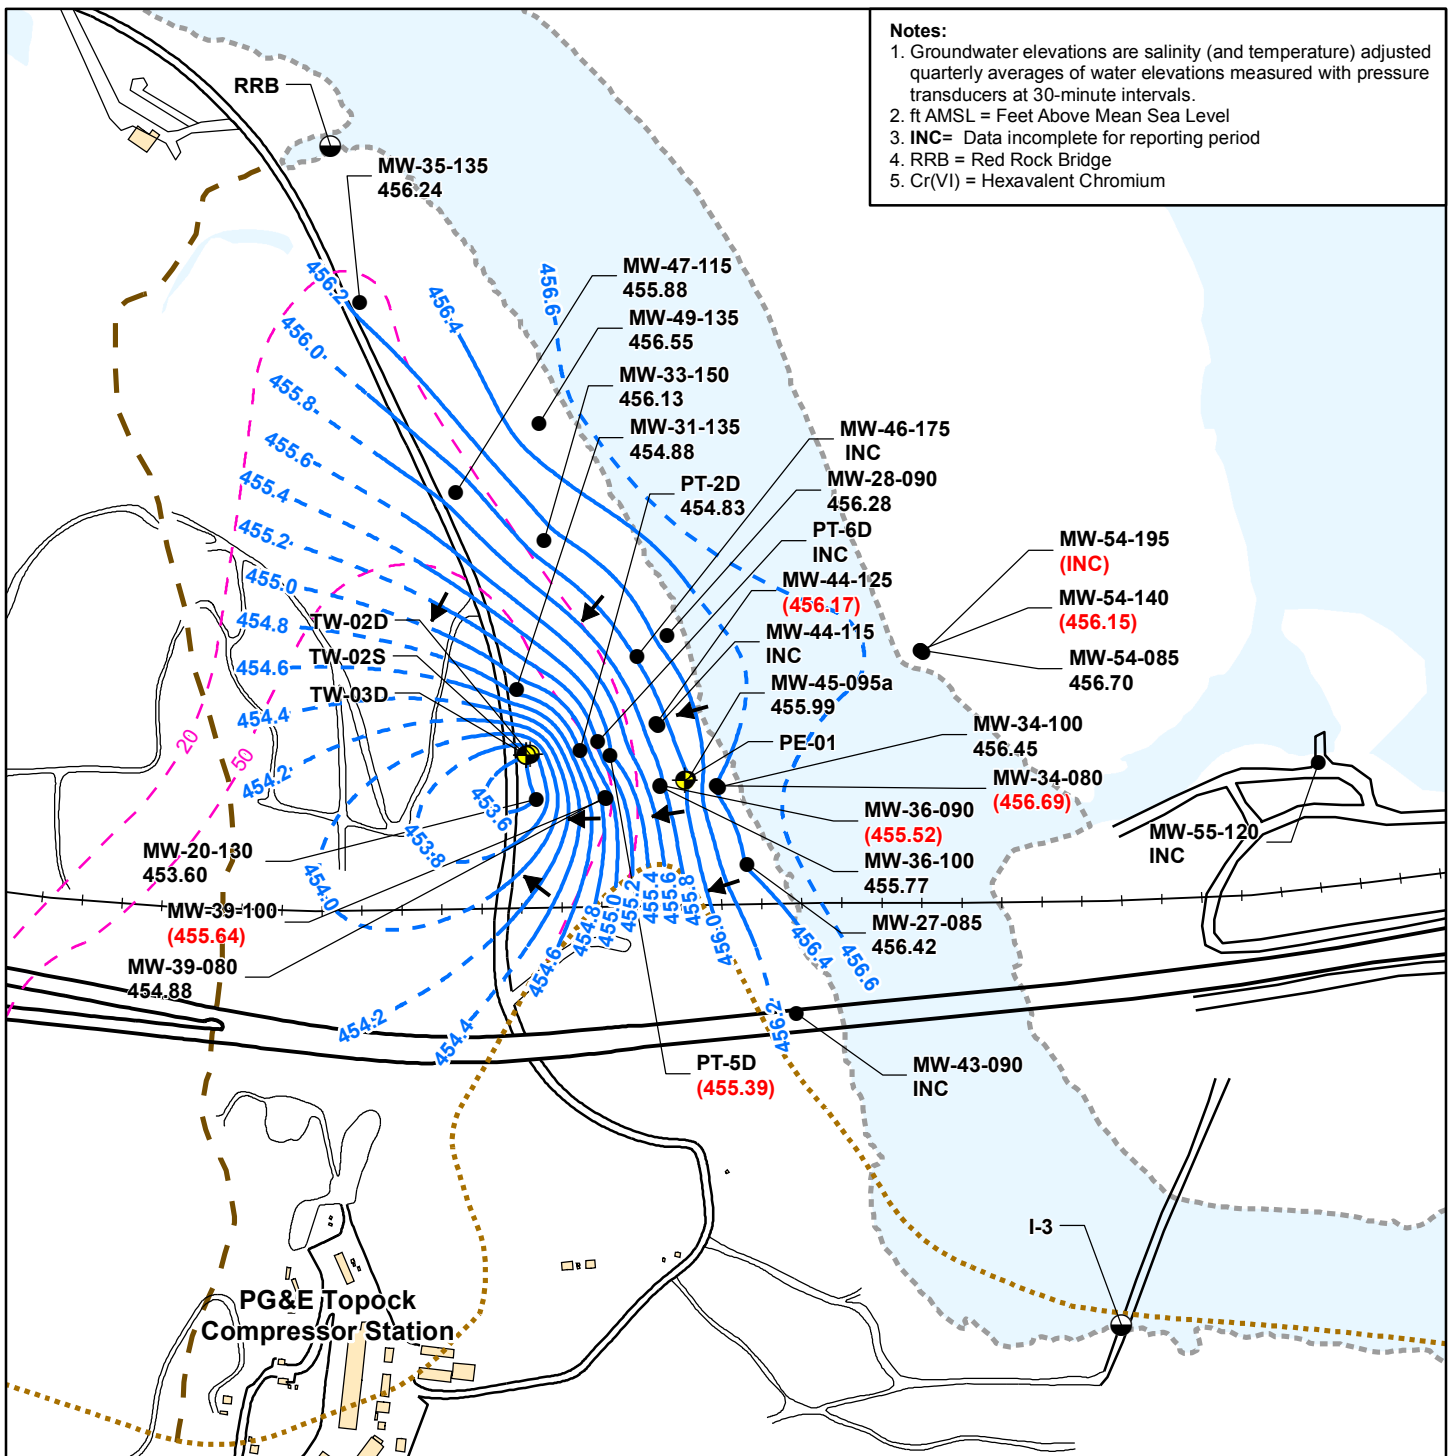 Notes:
1. Groundwater elevations are salinity (and temperature) adjusted
quarterly averages of water elevations measured with pressure
transducers at 30-minute intervals.
2. ft AMSL = Feet Above Mean Sea Level
3. INC= Data incomplete for reporting period
4. RRB = Red Rock Bridge
5. Cr(VI) = Hexavalent Chromium
RRB
MW-35-135
456.24
MW-47-115
455.88
MW-49-135
456.55
MW-33-150
456.13
MW-31-135
454.88
PT-2D
454.83
MW-46-175
INC
MW-28-090
456.28
PT-6D
INC
MW-44-125
(456.17)
MW-44-115
INC
MW-45-095a
455.99
PE-01
MW-54-195
(INC)
MW-54-140
(456.15)
MW-54-085
456.70
MW-34-100
456.45
MW-34-080
(456.69)
MW-36-090
(455.52)
MW-36-100
455.77
MW-27-085
456.42
MW-55-120
INC
MW-43-090
INC
PT-5D
(455.39)
TW-02D
TW-02S
TW-03D
MW-20-130
453.60
MW-39-100
(455.64)
MW-39-080
454.88
I-3
PG&E Topock
Compressor Station
456.2
456.4
456.6
456.0
455.8
455.6
455.4
455.2
455.0
454.8
454.6
454.4
454.2
454.0
453.8
453.6
20
50
454.2
454.4
454.6
454.8
455.0
455.2
455.4
455.6
455.8
456.0
456.2
456.4
456.6